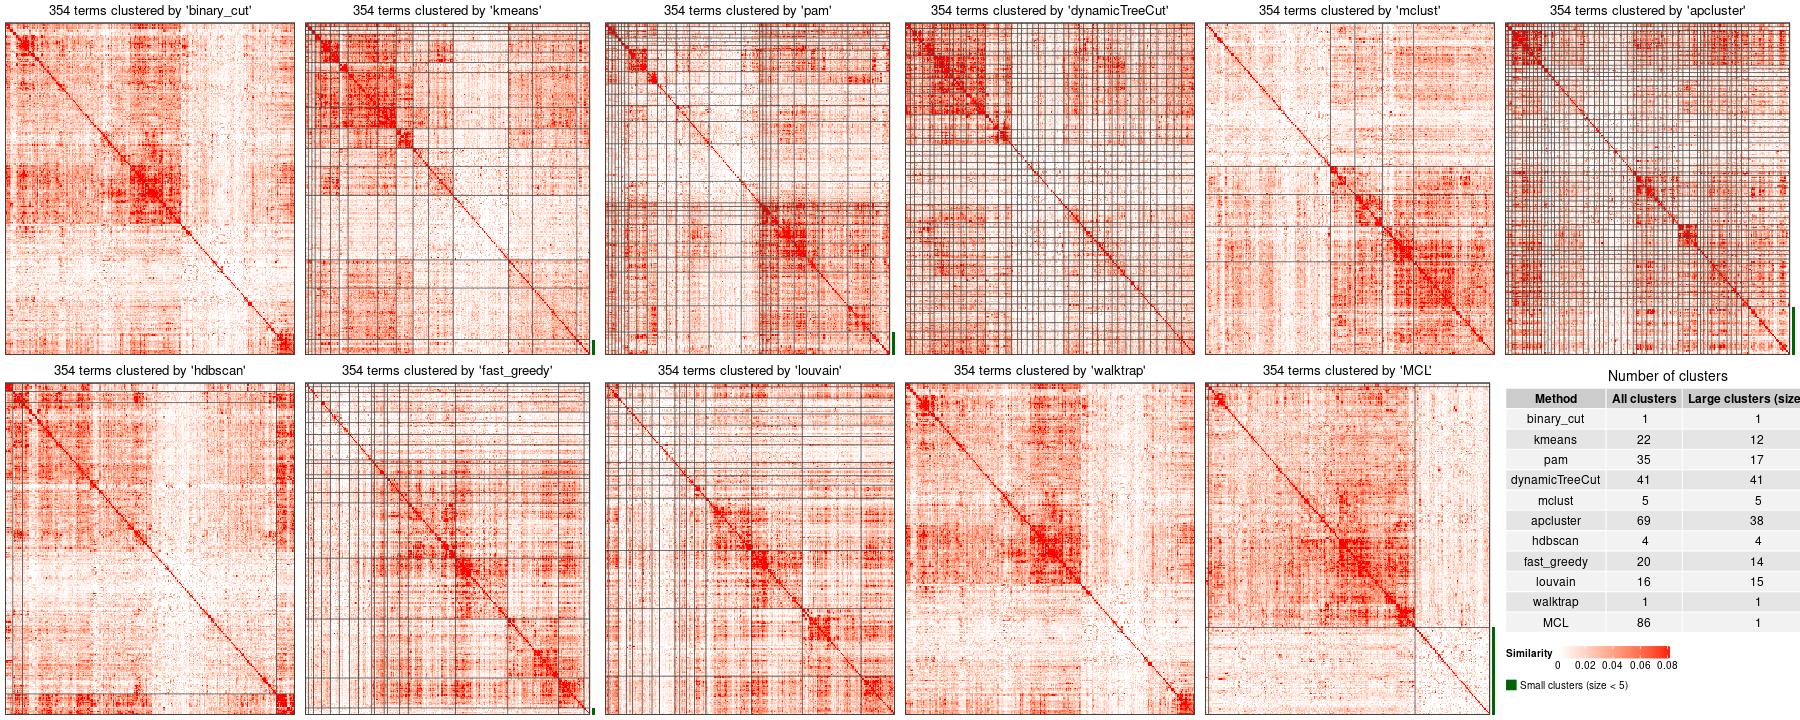 354 terms clustered by 'binary_cut'
354 terms clustered by 'kmeans'
354 terms clustered by 'pam'
354 terms clustered by 'dynamicTreeCut'
354 terms clustered by 'mclust'
354 terms clustered by 'apcluster'
354 terms clustered by 'hdbscan'
354 terms clustered by 'fast_greedy'
354 terms clustered by 'louvain'
354 terms clustered by 'walktrap'
354 terms clustered by 'MCL'
Number of clusters
Method All clusters Large clusters (size
binary_cut 1 1
kmeans 22 12
pam 35 17
dynamicTreeCut 41 41
mclust 5 5
apcluster 69 38
hdbscan 4 4
fast_greedy 20 14
louvain 16 15
walktrap 1 1
MCL 86 1
Similarity
0 0.02 0.04 0.06 0.08
Small clusters (size < 5)